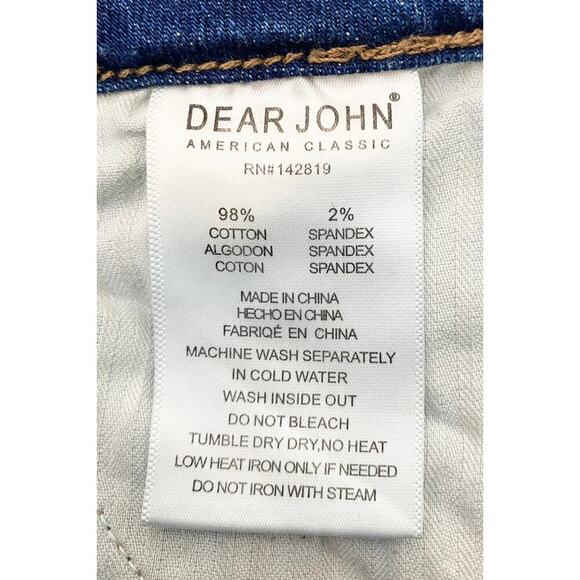 DEAR JOHN®
AMERICAN CLASSIC
RN#142819
98% 2%
COTTON SPANDEX
ALGODON SPANDEX
COTON SPANDEX
MADE IN CHINA
HECHO EN CHINA
FABRIQÉ EN CHINA
MACHINE WASH SEPARATELY
IN COLD WATER
WASH INSIDE OUT
DO NOT BLEACH
TUMBLE DRY DRY,NO HEAT
LOW HEAT IRON ONLY IF NEEDED
DO NOT IRON WITH STEAM